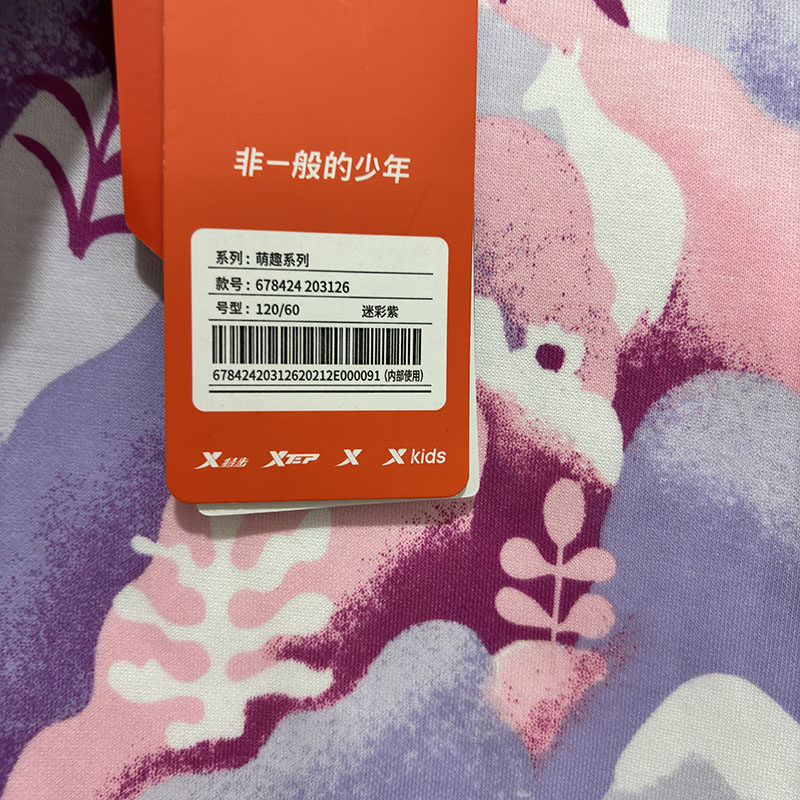 非一般的少年
系列：萌趣系列
款号：678424 203126
号型：120/60 迷彩紫
67842420312620212E000091 (内部使用)
X特步 XTEP X X kids